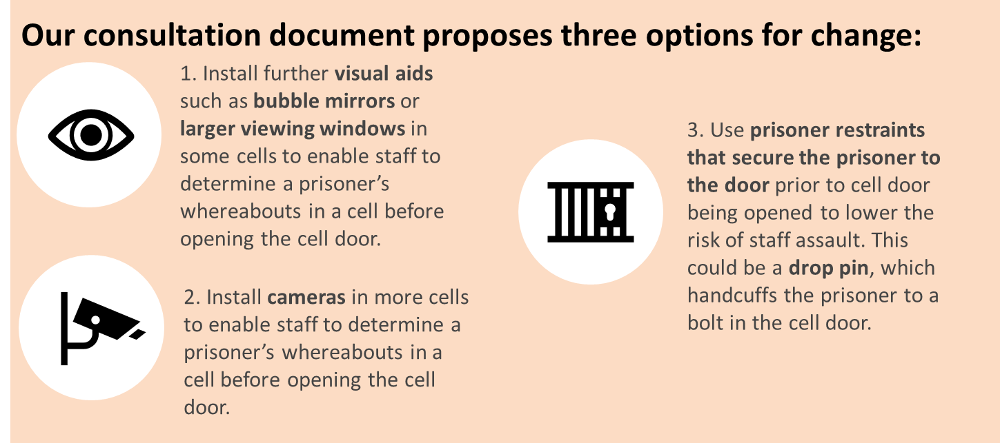 Our consultation document proposes three options for change:
1. Install further visual aids
such as bubble mirrors or
larger viewing windows in
some cells to enable staff to
determine a prisoner’s
whereabouts in a cell before
opening the cell door.
2. Install cameras in more cells
to enable staff to determine a
prisoner’s whereabouts in a
cell before opening the cell
door.
3. Use prisoner restraints
that secure the prisoner to
the door prior to cell door
being opened to lower the
risk of staff assault. This
could be a drop pin, which
handcuffs the prisoner to a
bolt in the cell door.